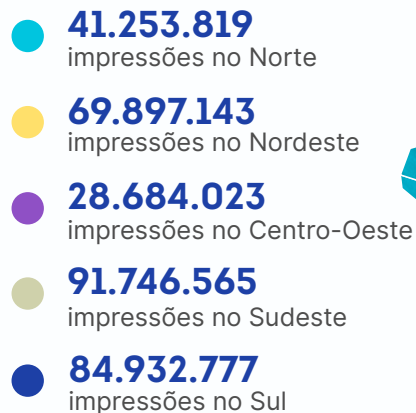 41.253.819
impressões no Norte
69.897.143
impressões no Nordeste
28.684.023
impressões no Centro-Oeste
91.746.565
impressões no Sudeste
84.932.777
impressões no Sul